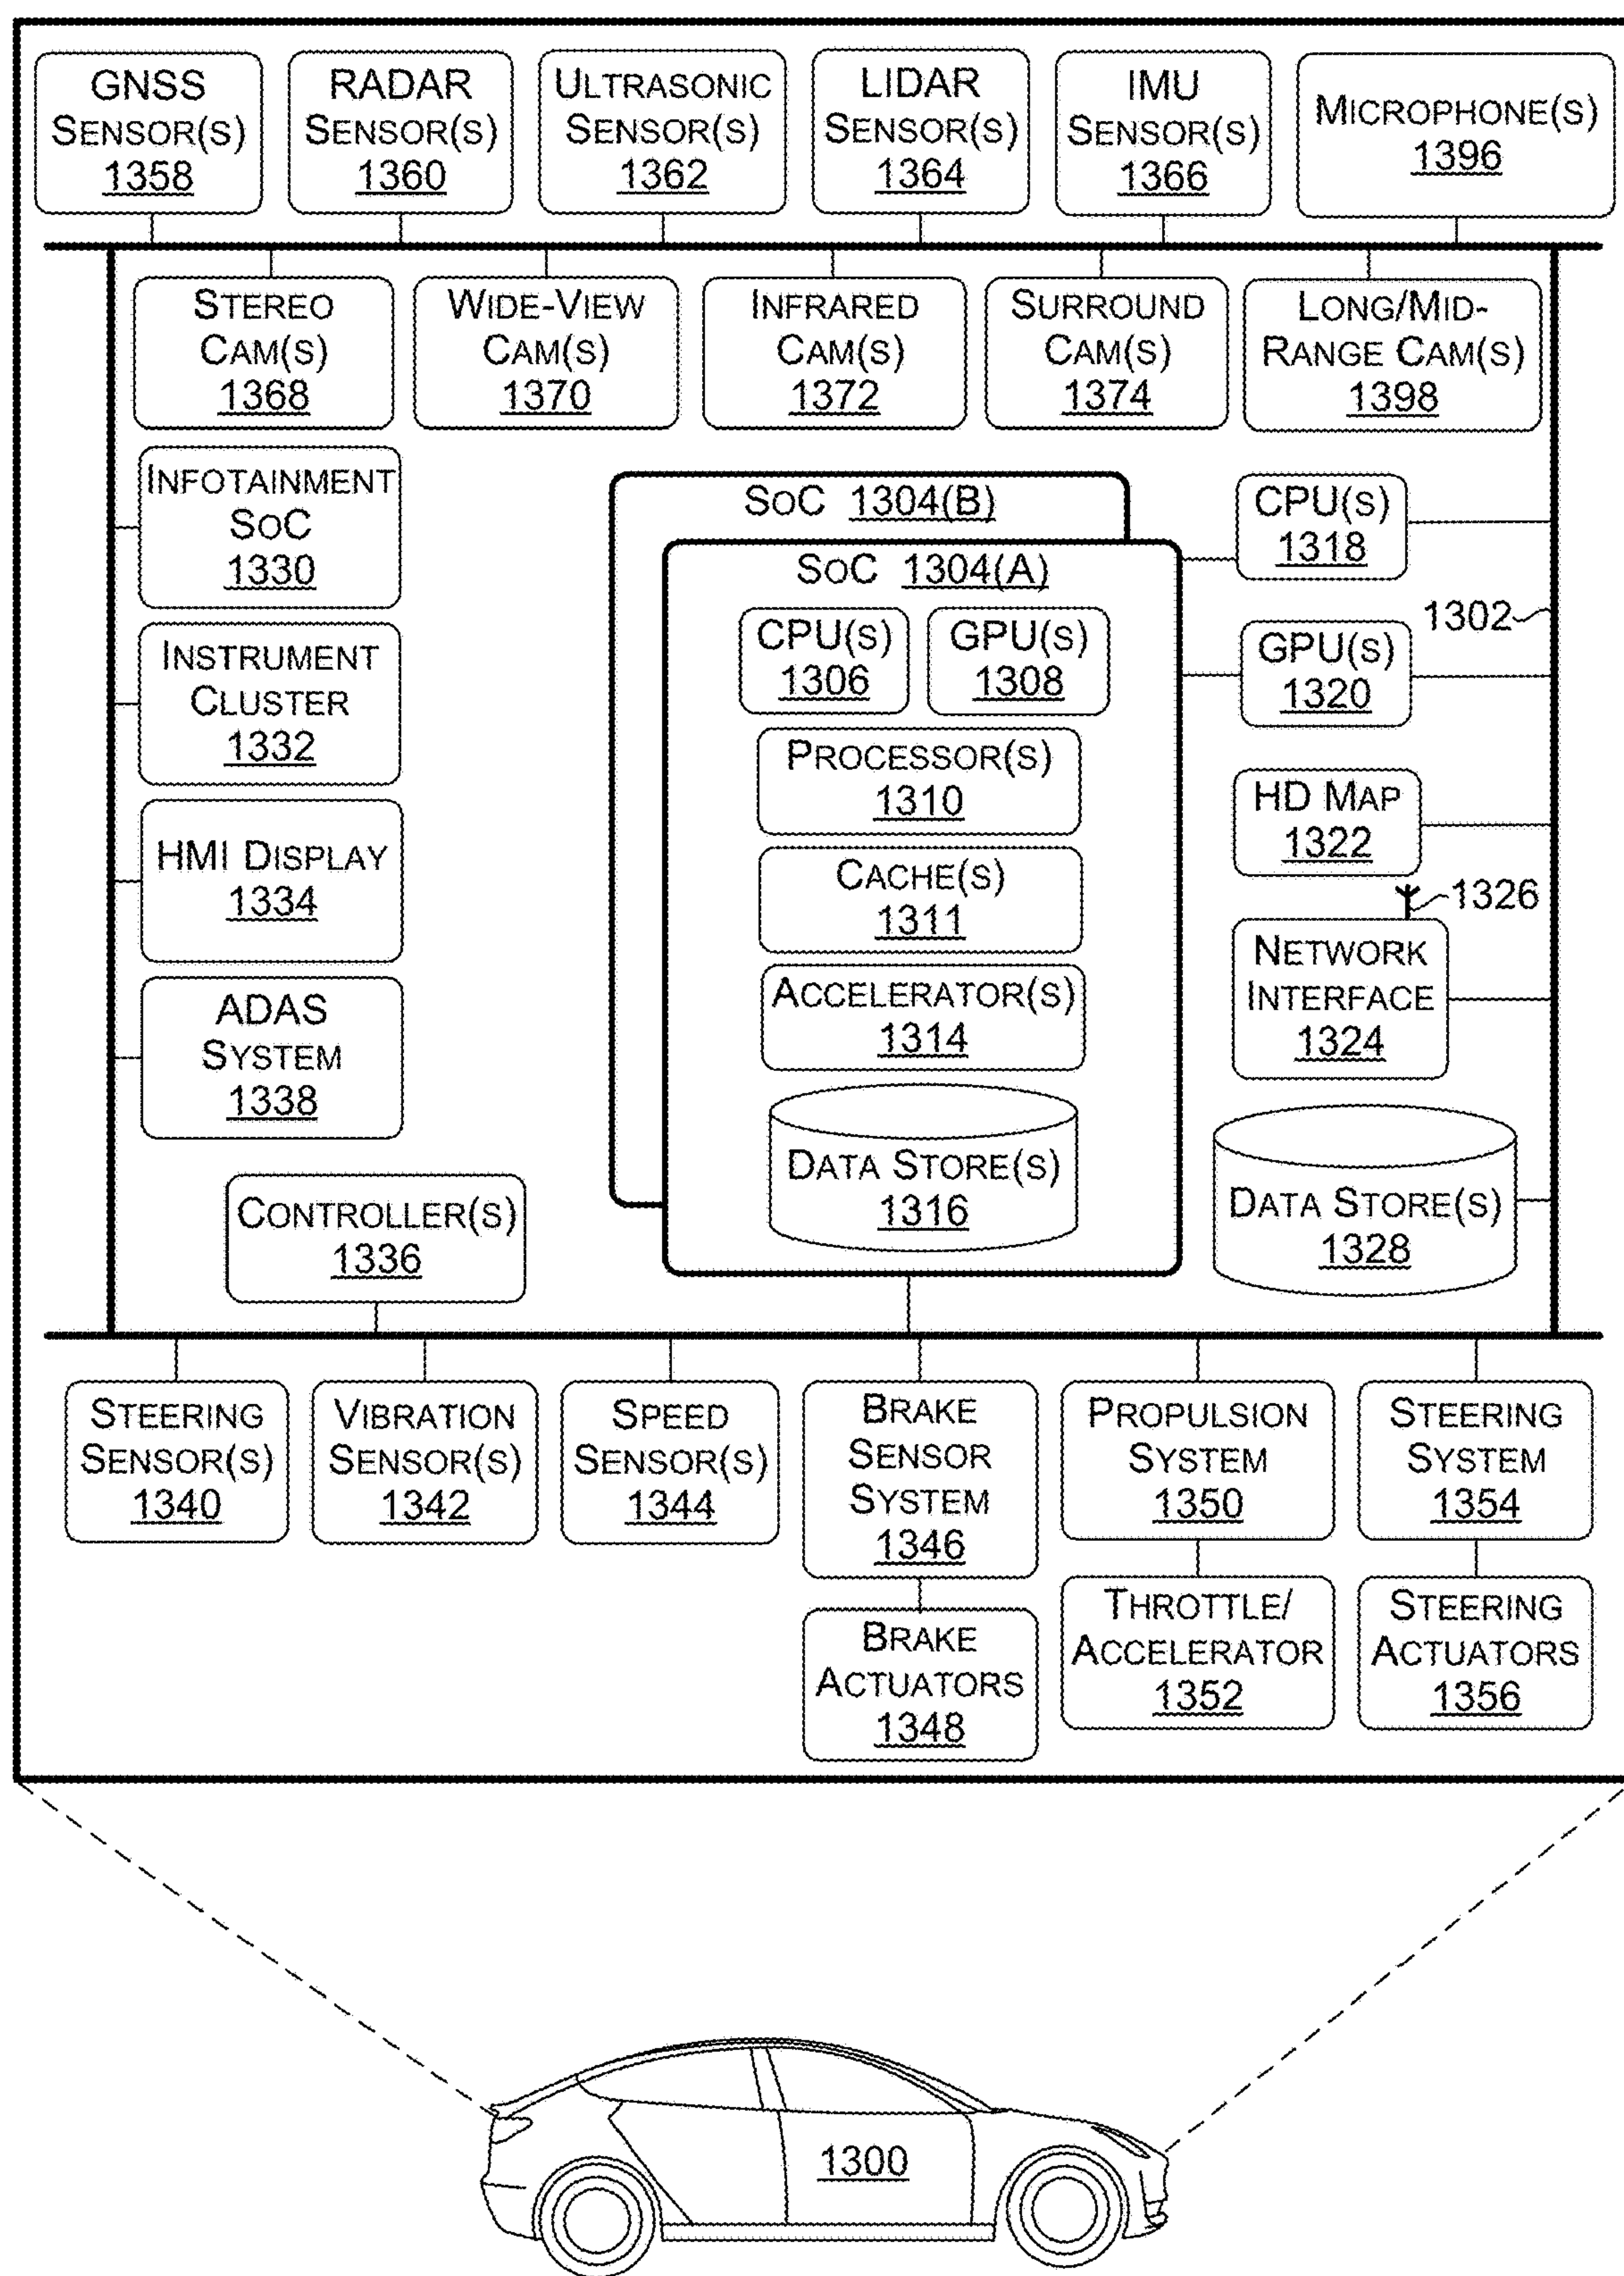 GNSS
SENSOR(S)
1358
RADAR
SENSOR(S)
1360
ULTRASONIC
SENSOR(S)
1362
LIDAR
SENSOR(S)
1364
IMU
SENSOR(S)
1366
MICROPHONE(S)
1396
STEREO
CAM(S)
1368
WIDE-VIEW
CAM(S)
1370
INFRARED
CAM(S)
1372
SURROUND
CAM(S)
1374
LONG/MID-
RANGE CAM(S)
1398
INFOTAINMENT
SOC
1330
INSTRUMENT
CLUSTER
1332
HMI DISPLAY
1334
ADAS
SYSTEM
1338
CONTROLLER(S)
1336
SOC 1304(B)
SOC 1304(A)
CPU(S)
1306
GPU(S)
1308
PROCESSOR(S)
1310
CACHE(S)
1311
ACCELERATOR(S)
1314
DATA STORE(S)
1316
CPU(S)
1318
1302
GPU(S)
1320
HD MAP
1322
1326
NETWORK
INTERFACE
1324
DATA STORE(S)
1328
STEERING
SENSOR(S)
1340
VIBRATION
SENSOR(S)
1342
SPEED
SENSOR(S)
1344
BRAKE
SENSOR
SYSTEM
1346
BRAKE
ACTUATORS
1348
PROPULSION
SYSTEM
1350
THROTTLE/
ACCELERATOR
1352
STEERING
SYSTEM
1354
STEERING
ACTUATORS
1356
1300